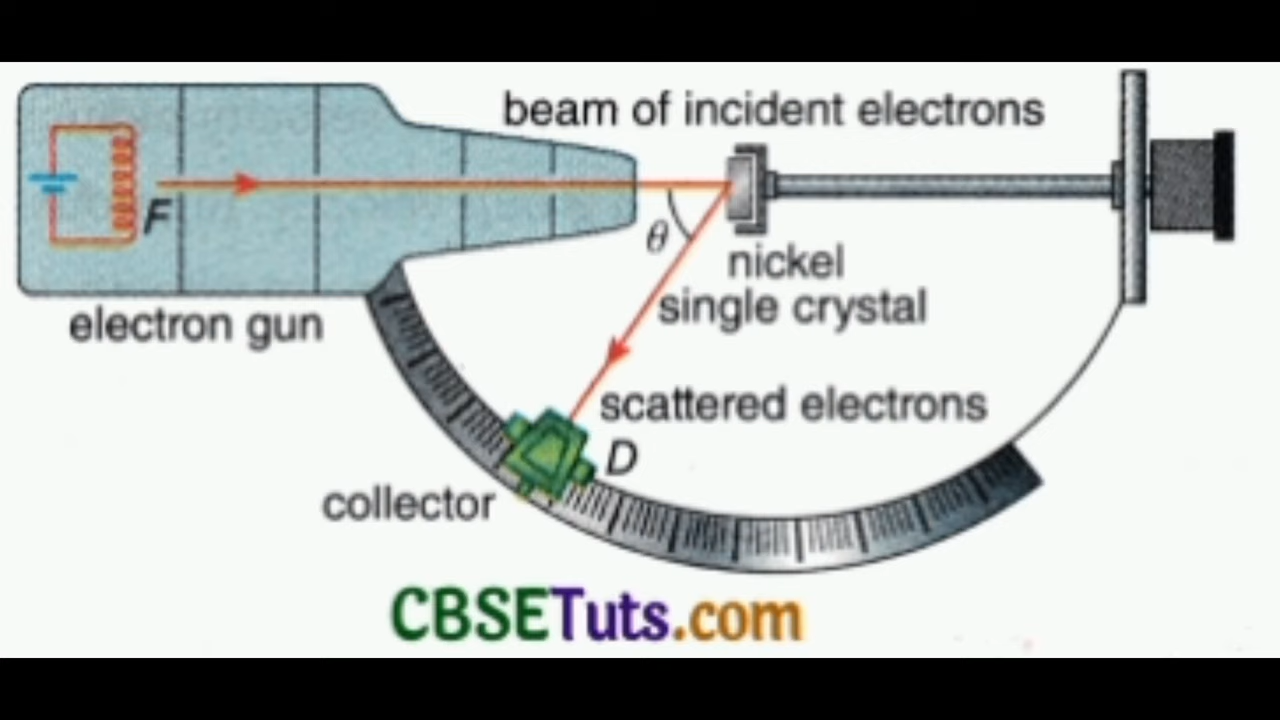 beam of incident electrons
F
θ
nickel
single crystal
electron gun
scattered electrons
D
collector
CBSETuts.com